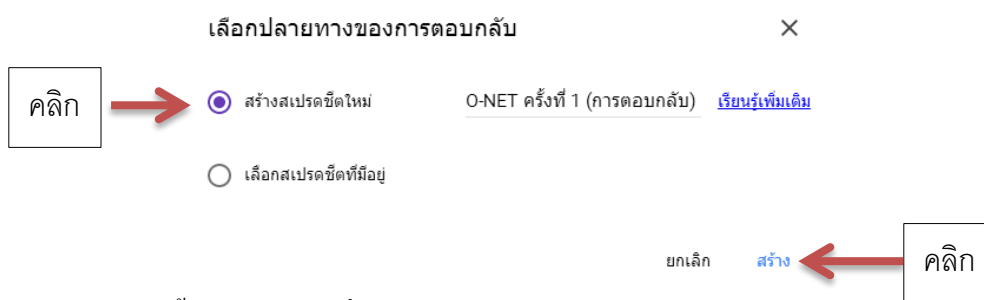 เลือกปลายทางของการตอบกลับ
คลิก
สร้างสเปรดชีตใหม่ O-NET ครั้งที่ 1 (การตอบกลับ) เรียนรู้เพิ่มเติม
เลือกสเปรดชีตที่มีอยู่
ยกเลิก สร้าง คลิก